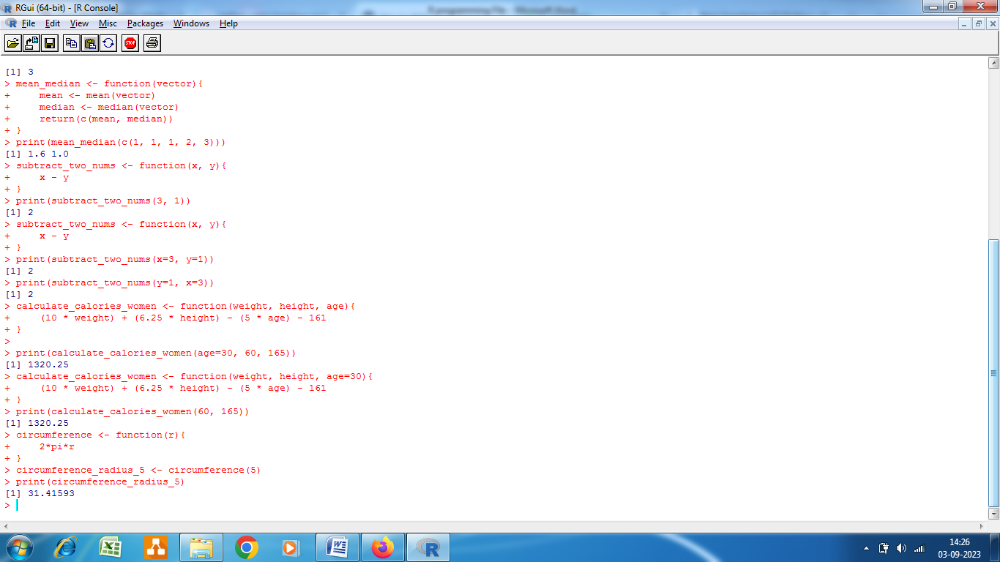 RGui (64-bit) - [R Console]
R programming File - Microsoft Word
File Edit View Misc Packages Windows Help
STOP
[1] 3
> mean_median <- function(vector){
+     mean <- mean(vector)
+     median <- median(vector)
+     return(c(mean, median))
+ }
> print(mean_median(c(1, 1, 1, 2, 3)))
[1] 1.6 1.0
> subtract_two_nums <- function(x, y){
+     x - y
+ }
> print(subtract_two_nums(3, 1))
[1] 2
> subtract_two_nums <- function(x, y){
+     x - y
+ }
> print(subtract_two_nums(x=3, y=1))
[1] 2
> print(subtract_two_nums(y=1, x=3))
[1] 2
> calculate_calories_women <- function(weight, height, age){
+     (10 * weight) + (6.25 * height) - (5 * age) - 161
+ }
>
> print(calculate_calories_women(age=30, 60, 165))
[1] 1320.25
> calculate_calories_women <- function(weight, height, age=30){
+     (10 * weight) + (6.25 * height) - (5 * age) - 161
+ }
> print(calculate_calories_women(60, 165))
[1] 1320.25
> circumference <- function(r){
+     2*pi*r
+ }
> circumference_radius_5 <- circumference(5)
> print(circumference_radius_5)
[1] 31.41593
>
14:26
03-09-2023